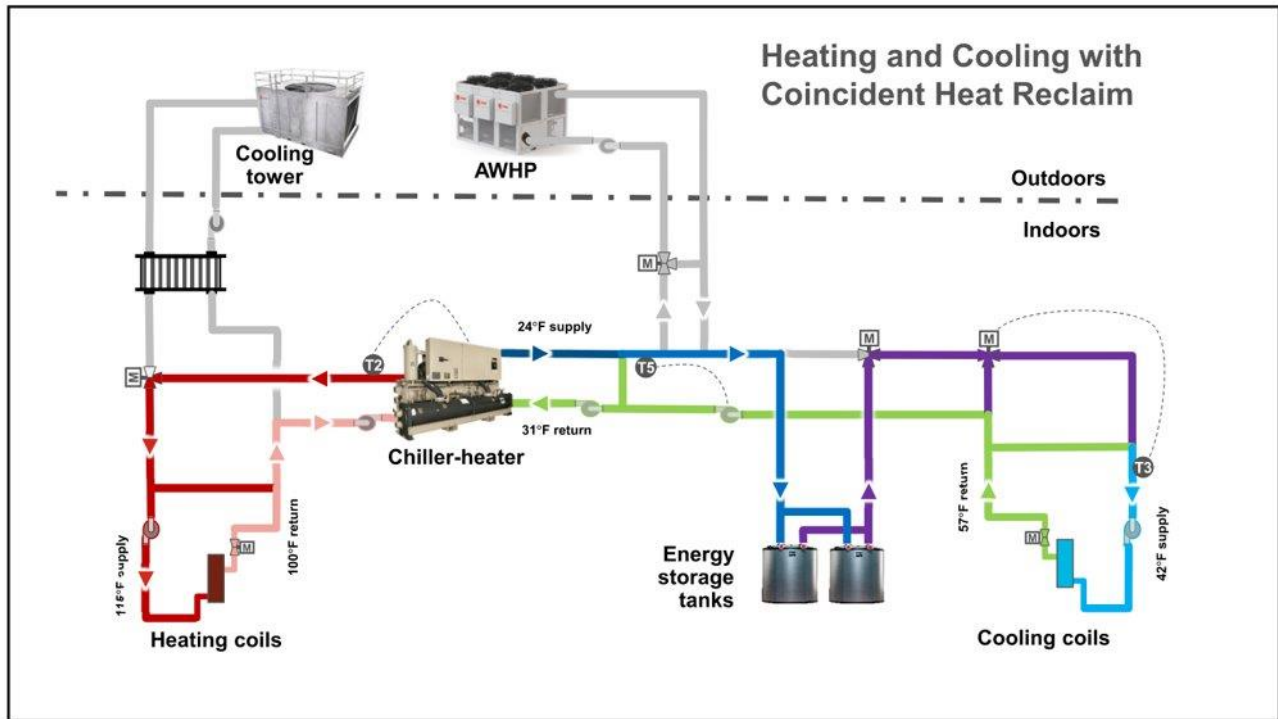 Heating and Cooling with
Coincident Heat Reclaim
Cooling
tower
AWHP
Outdoors
Indoors
M
M
M
M
24°F supply
T2
T5
31°F return
Chiller-heater
T3
57°F return
42°F supply
M
M
100°F return
115°F supply
Energy
storage
tanks
Heating coils
Cooling coils